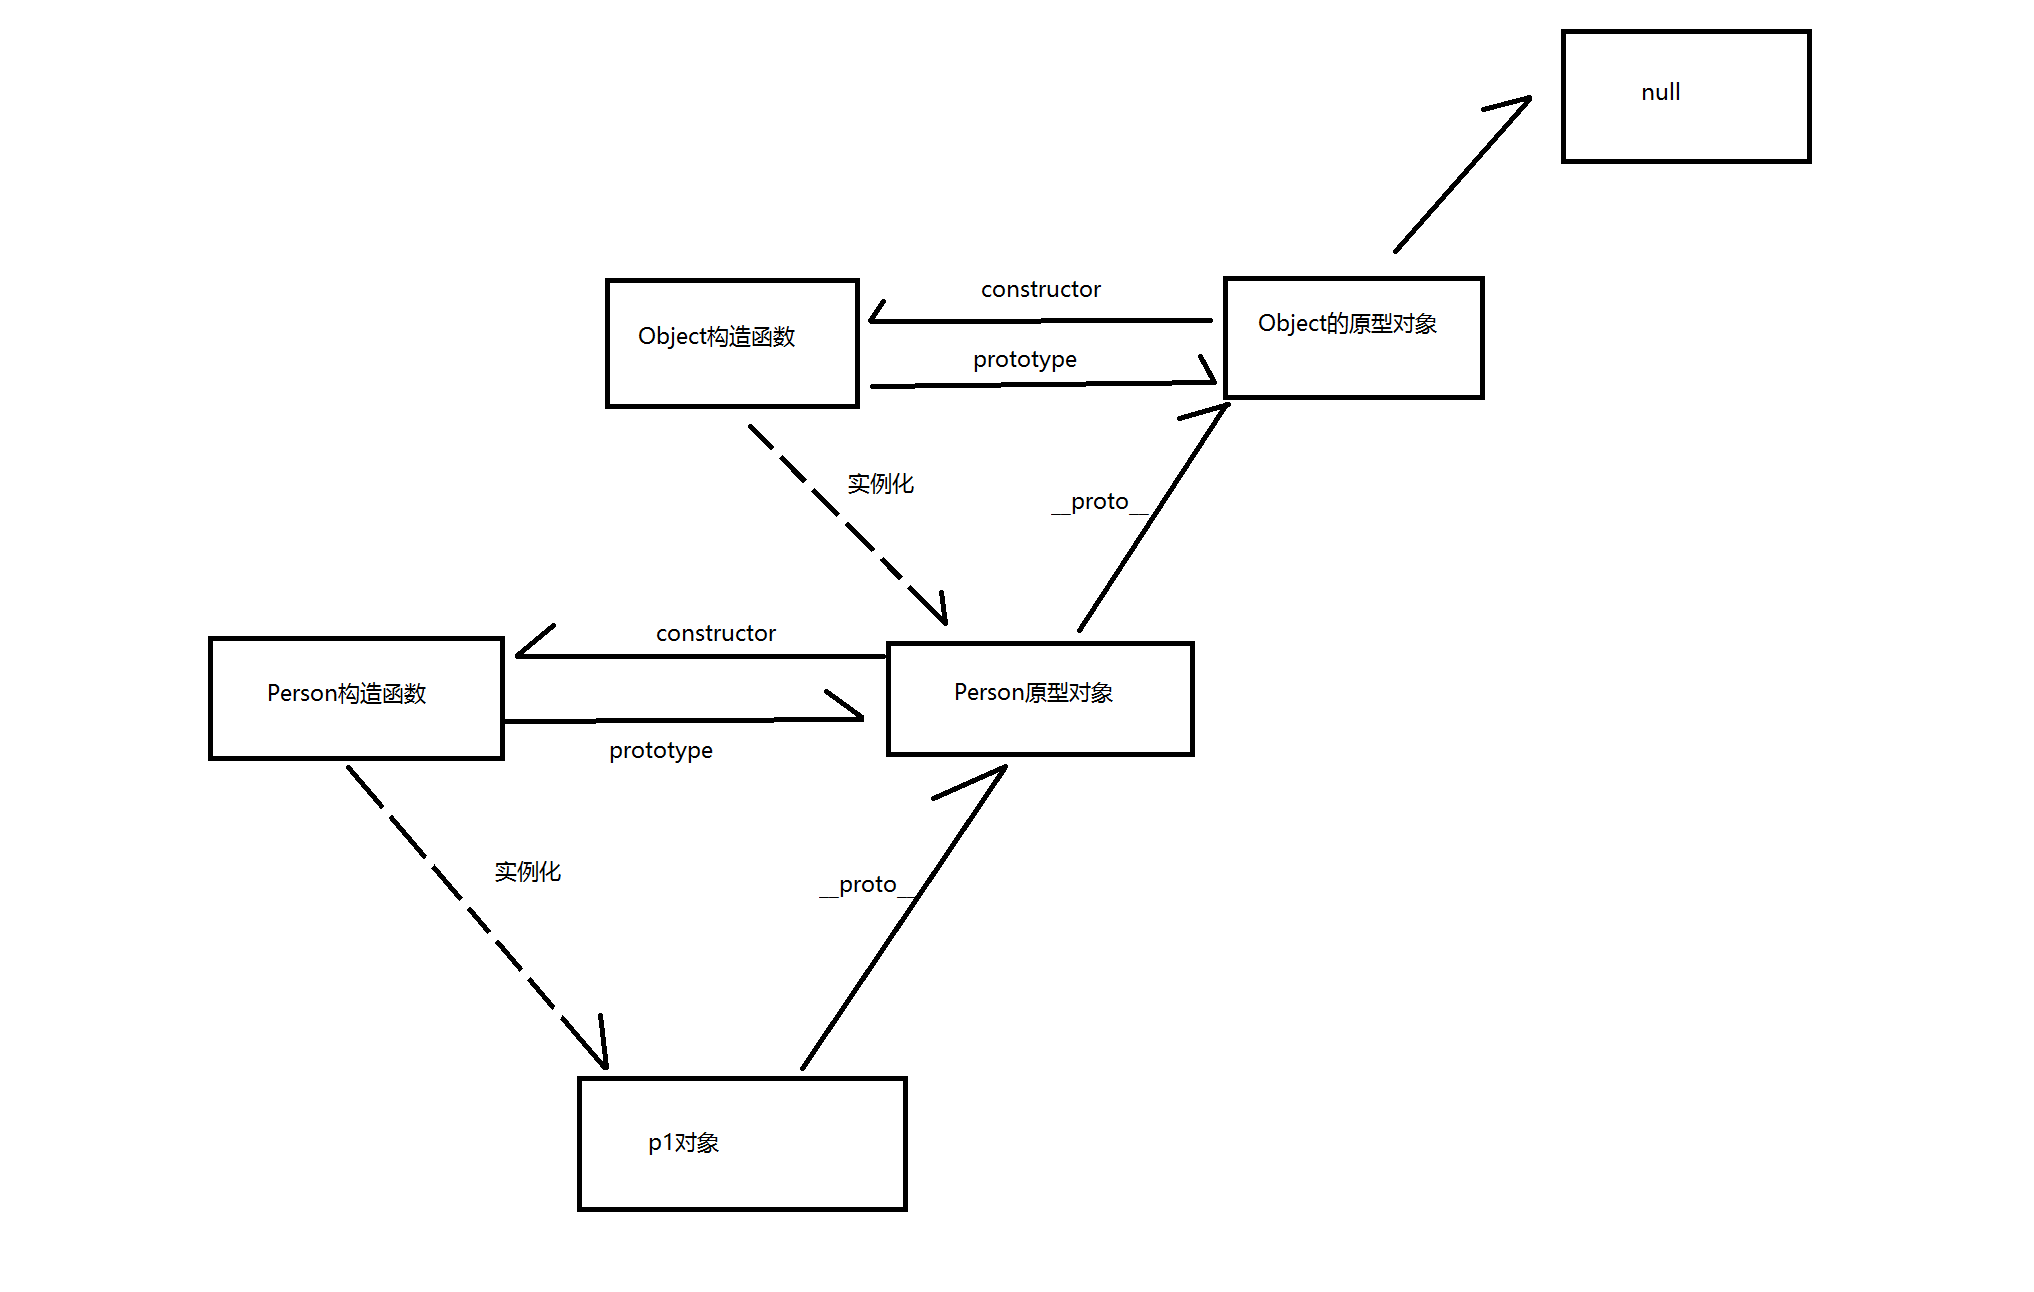 null
constructor
Object构造函数
Object的原型对象
prototype
实例化
__proto__
constructor
Person构造函数
Person原型对象
prototype
实例化
__proto__
p1对象